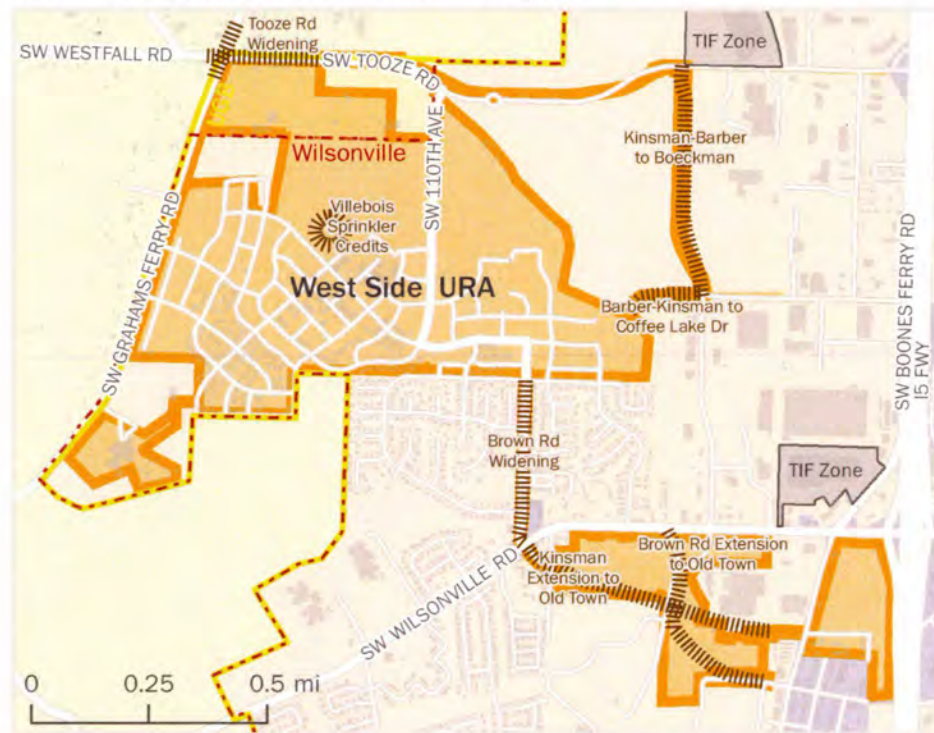 Tooze Rd
Widening
TIF Zone
SW WESTFALL RD
SW TOOZE RD
Kinsman-Barber
to Boeckman
Wilsonville
SW 110TH AVE
Villebois
Sprinkler
Credits
West Side URA
SW GRAHAMS FERRY RD
Barber-Kinsman to
Coffee Lake Dr
SW BOONES FERRY RD
I5 FWY
Brown Rd
Widening
TIF Zone
Brown Rd Extension
to Old Town
Kinsman
Extension to
Old Town
SW WILSONVILLE RD
0 0.25 0.5 mi